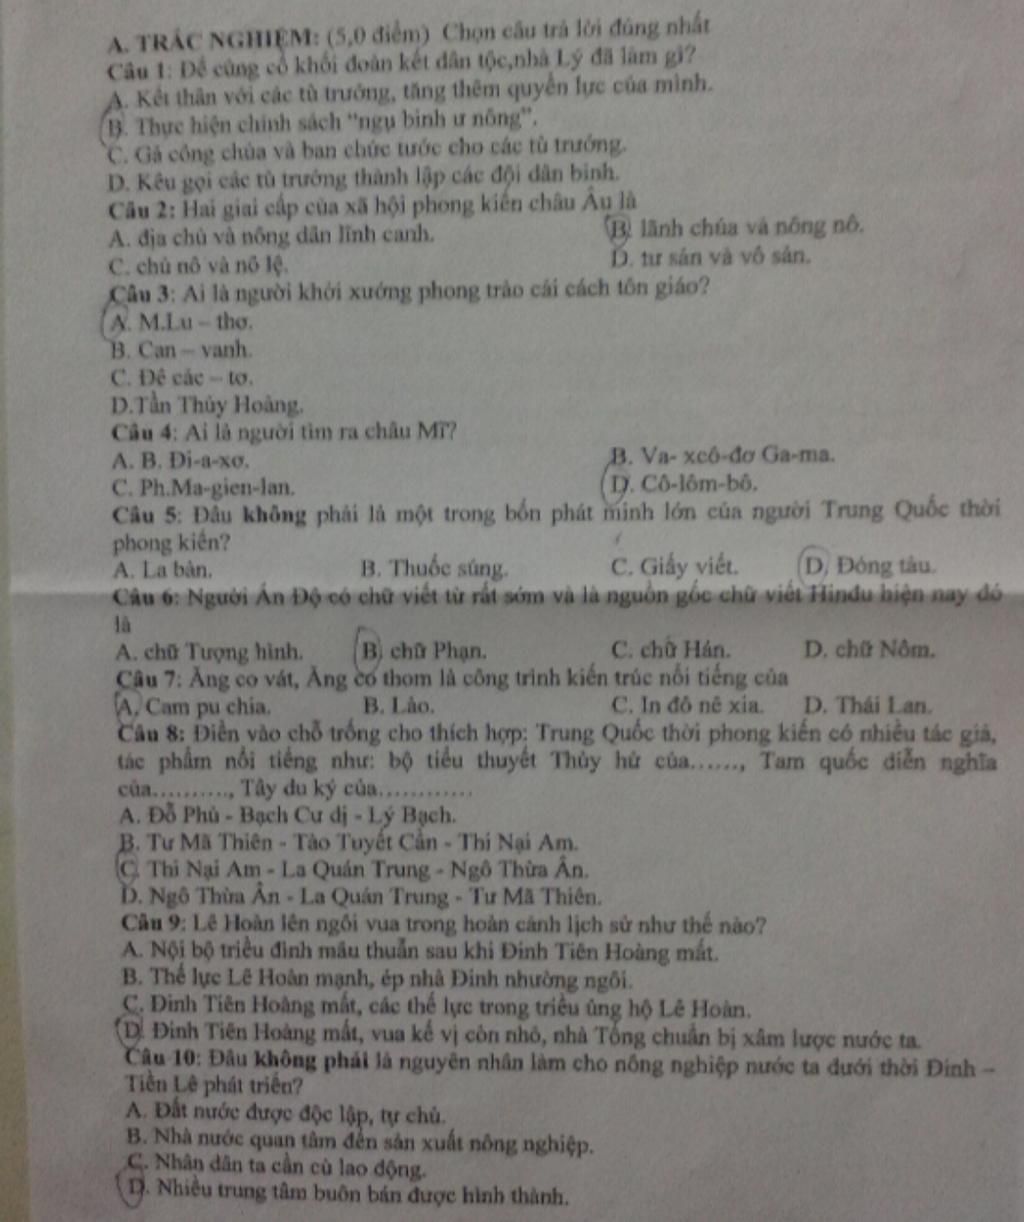 A. TRẮC NGHIỆM: (5,0 điểm) Chọn câu trả lời đúng nhất
Câu 1: Để củng cố khối đoàn kết dân tộc,nhà Lý đã làm gì?
A. Kết thân với các tù trưởng, tăng thêm quyền lực của mình.
B. Thực hiện chính sách “ngụ binh ư nông”.
C. Gả công chúa và ban chức tước cho các tù trưởng.
D. Kêu gọi các tù trưởng thành lập các đội dân binh.
Câu 2: Hai giai cấp của xã hội phong kiến châu Âu là
A. địa chủ và nông dân lĩnh canh. B. lãnh chúa và nông nô.
C. chủ nô và nô lệ. D. tư sản và vô sản.
Câu 3: Ai là người khởi xướng phong trào cải cách tôn giáo?
A. M.Lu – thơ.
B. Can – vanh.
C. Đê các – tơ.
D.Tần Thủy Hoàng.
Câu 4: Ai là người tìm ra châu Mĩ?
A. B. Đi-a-xơ. B. Va- xcô-đơ Ga-ma.
C. Ph.Ma-gien-lan. D. Cô-lôm-bô.
Câu 5: Đâu không phải là một trong bốn phát minh lớn của người Trung Quốc thời
phong kiến?
A. La bàn. B. Thuốc súng. C. Giấy viết. D. Đóng tàu.
Câu 6: Người Ấn Độ có chữ viết từ rất sớm và là nguồn gốc chữ viết Hinđu hiện nay đó
là
A. chữ Tượng hình. B. chữ Phạn. C. chữ Hán. D. chữ Nôm.
Câu 7: Ăng co vát, Ăng co thom là công trình kiến trúc nổi tiếng của
A. Cam pu chia. B. Lào. C. In đô nê xia. D. Thái Lan.
Câu 8: Điền vào chỗ trống cho thích hợp: Trung Quốc thời phong kiến có nhiều tác giả,
tác phẩm nổi tiếng như: bộ tiểu thuyết Thủy hử của……, Tam quốc diễn nghĩa
của………., Tây du ký của…………
A. Đỗ Phủ - Bạch Cư dị - Lý Bạch.
B. Tư Mã Thiên - Tào Tuyết Cần - Thi Nại Am.
C. Thi Nại Am - La Quán Trung - Ngô Thừa Ân.
D. Ngô Thừa Ân - La Quán Trung - Tư Mã Thiên.
Câu 9: Lê Hoàn lên ngôi vua trong hoàn cảnh lịch sử như thế nào?
A. Nội bộ triều đình mâu thuẫn sau khi Đinh Tiên Hoàng mất.
B. Thế lực Lê Hoàn mạnh, ép nhà Đinh nhường ngôi.
C. Đinh Tiên Hoàng mất, các thế lực trong triều ủng hộ Lê Hoàn.
D. Đinh Tiên Hoàng mất, vua kế vị còn nhỏ, nhà Tống chuẩn bị xâm lược nước ta.
Câu 10: Đâu không phải là nguyên nhân làm cho nông nghiệp nước ta dưới thời Đinh –
Tiền Lê phát triển?
A. Đất nước được độc lập, tự chủ.
B. Nhà nước quan tâm đến sản xuất nông nghiệp.
C. Nhân dân ta cần cù lao động.
D. Nhiều trung tâm buôn bán được hình thành.